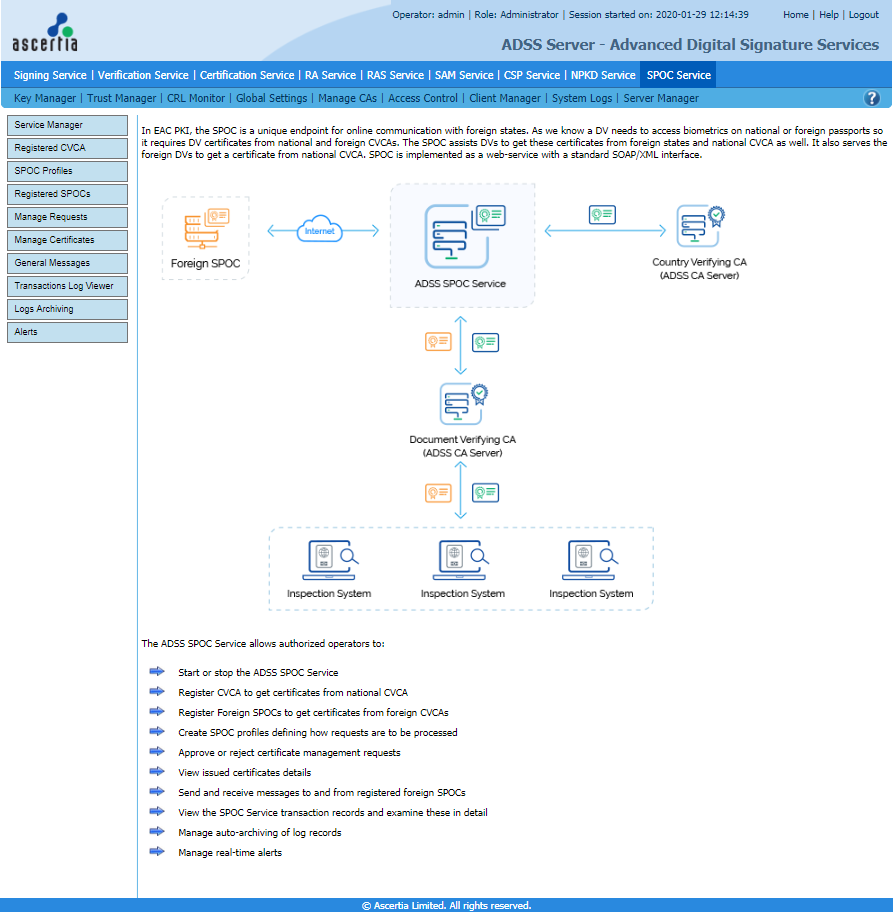 Operator: admin | Role: Administrator | Session started on: 2020-01-29 12:14:39 Home | Help | Logout
ascertia
ADSS Server - Advanced Digital Signature Services
Signing Service | Verification Service | Certification Service | RA Service | RAS Service | SAM Service | CSP Service | NPKD Service SPOC Service
Key Manager | Trust Manager | CRL Monitor | Global Settings | Manage CAs | Access Control | Client Manager | System Logs | Server Manager ?
Service Manager
Registered CVCA
SPOC Profiles
Registered SPOCs
Manage Requests
Manage Certificates
General Messages
Transactions Log Viewer
Logs Archiving
Alerts
In EAC PKI, the SPOC is a unique endpoint for online communication with foreign states. As we know a DV needs to access biometrics on national or foreign passports so
it requires DV certificates from national and foreign CVCAs. The SPOC assists DVs to get these certificates from foreign states and national CVCA as well. It also serves the
foreign DVs to get a certificate from national CVCA. SPOC is implemented as a web-service with a standard SOAP/XML interface.
Foreign SPOC
Internet
ADSS SPOC Service
Country Verifying CA
(ADSS CA Server)
Document Verifying CA
(ADSS CA Server)
Inspection System
Inspection System
Inspection System
The ADSS SPOC Service allows authorized operators to:
Start or stop the ADSS SPOC Service
Register CVCA to get certificates from national CVCA
Register Foreign SPOCs to get certificates from foreign CVCAs
Create SPOC profiles defining how requests are to be processed
Approve or reject certificate management requests
View issued certificates details
Send and receive messages to and from registered foreign SPOCs
View the SPOC Service transaction records and examine these in detail
Manage auto-archiving of log records
Manage real-time alerts
© Ascertia Limited. All rights reserved.